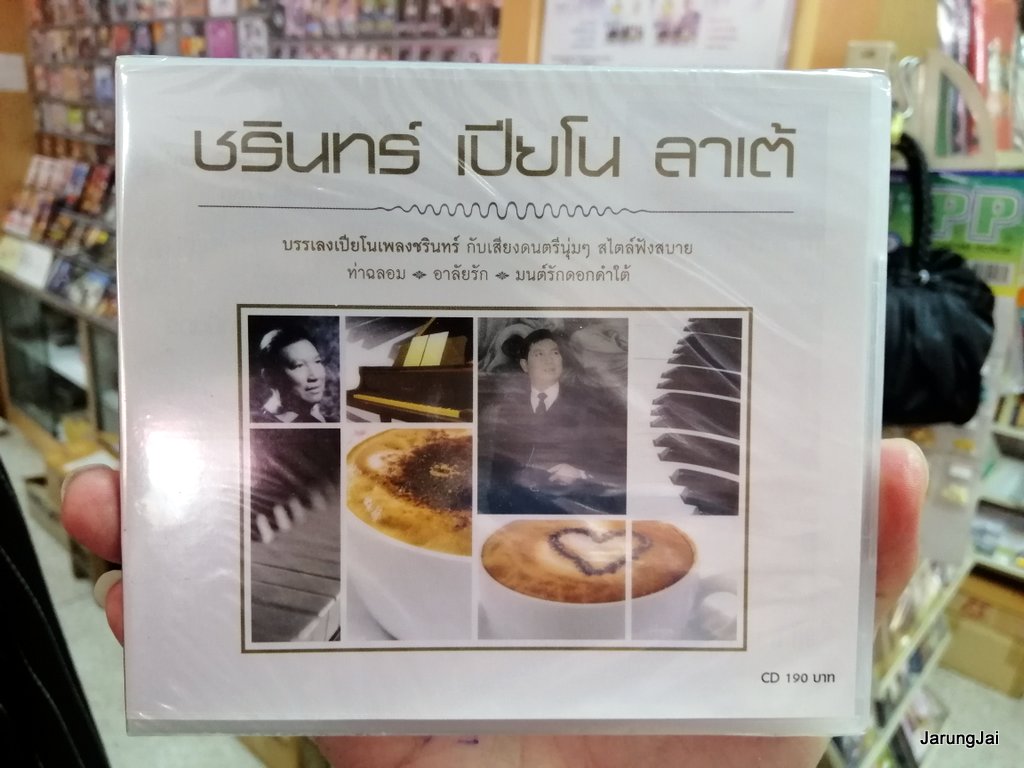 ชรินทร์ เปียโน ลาเต้
บรรเลงเปียโนเพลงชรินทร์ กับเสียงดนตรีนุ่มๆ สไตล์ฟังสบาย
ท่าฉลอม ❖ อาลัยรัก ❖ มนต์รักดอกคำใต้
CD 190 บาท
PP
JarungJai